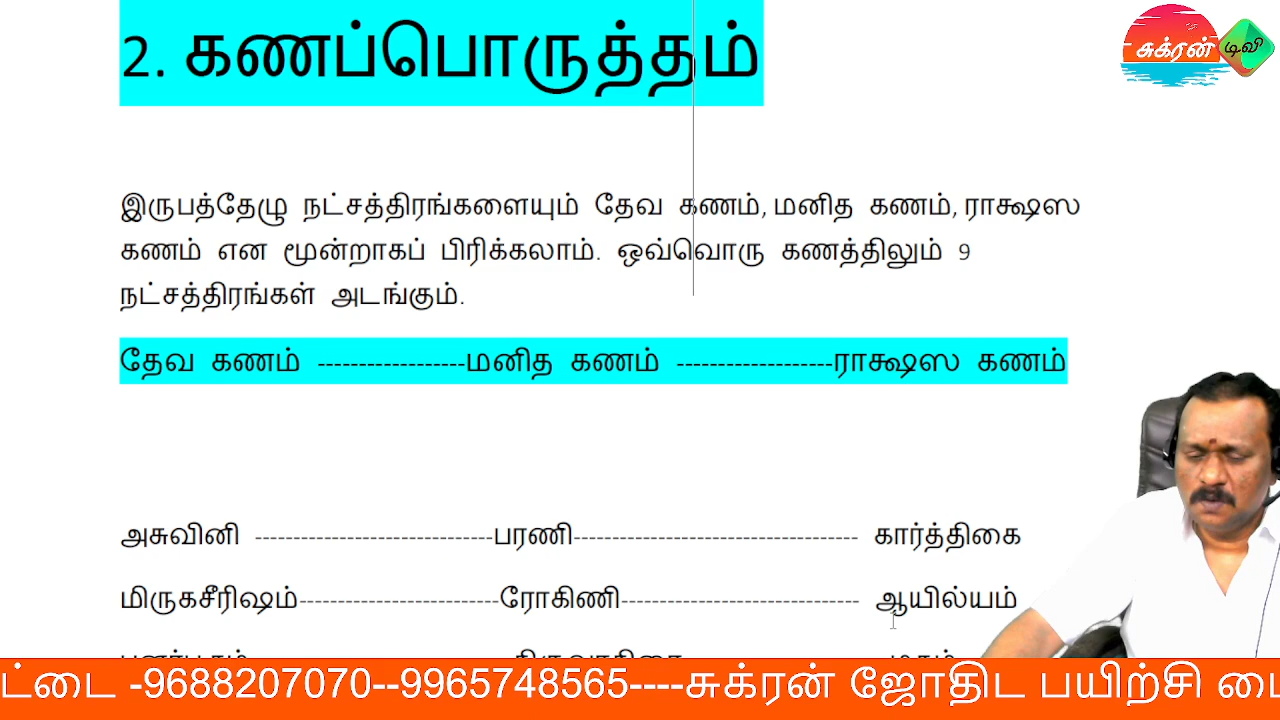 2. கணப்பொருத்தம்
சுக்ரன் டிவி
இருபத்தேழு நட்சத்திரங்களையும் தேவ கணம், மனித கணம், ராக்ஷஸ
கணம் என மூன்றாகப் பிரிக்கலாம். ஒவ்வொரு கணத்திலும் 9
நட்சத்திரங்கள் அடங்கும்.
தேவ கணம் ------------------மனித கணம் -------------------ராக்ஷஸ கணம்
அசுவினி --------------------------------பரணி-------------------------------------- கார்த்திகை
மிருகசீரிஷம்---------------------------ரோகிணி-------------------------------- ஆயில்யம்
-9688207070--9965748565----சுக்ரன் ஜோதிட பயிற்சி